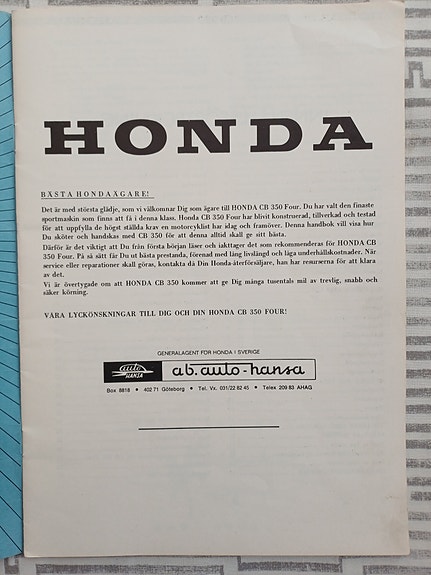 HONDA
BÄSTA HONDAÄGARE!
Det är med största glädje, som vi välkomnar Dig som ägare till HONDA CB 350 Four. Du har valt den finaste
sportmaskin som finns att få i denna klass. Honda CB 350 Four har blivit konstruerad, tillverkad och testad
för att uppfylla de högst ställda krav en motorcyklist har idag och framöver. Denna handbok vill visa hur
Du sköter och handskas med CB 350 för att denna alltid skall ge sitt bästa.
Därför är det viktigt att Du från första början läser och iakttager det som rekommenderas för HONDA CB
350 Four. På så sätt får Du ut bästa prestanda, förenad med lång livslängd och låga underhållskostnader. När
service eller reparationer skall göras, kontakta då Din Honda-återförsäljare, han har resurserna för att klara
av det.
Vi är övertygade om att HONDA CB 350 kommer att ge Dig många tusentals mil av trevlig, snabb och
säker körning.
VARA LYCKÖNSKNINGAR TILL DIG OCH DIN HONDA CB 350 FOUR!
GENERALAGENT FÖR HONDA I SVERIGE
auto HANSA a.b. auto-hansa
Box 8818 • 402 71 Göteborg • Tel. Vx. 031/22 82 45 • Telex 209 83 AHAG